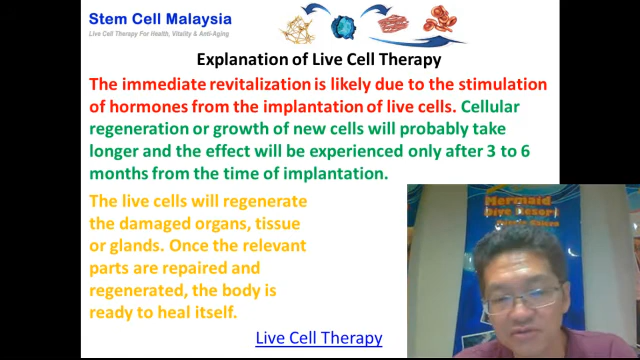 Stem Cell Malaysia
Live Cell Therapy For Health, Vitality & Anti-Aging
Explanation of Live Cell Therapy
The immediate revitalization is likely due to the stimulation
of hormones from the implantation of live cells. Cellular
regeneration or growth of new cells will probably take
longer and the effect will be experienced only after 3 to 6
months from the time of implantation.
The live cells will regenerate
the damaged organs, tissue
or glands. Once the relevant
parts are repaired and
regenerated, the body is
ready to heal itself.
Live Cell Therapy
Mermaid
Dive Resort